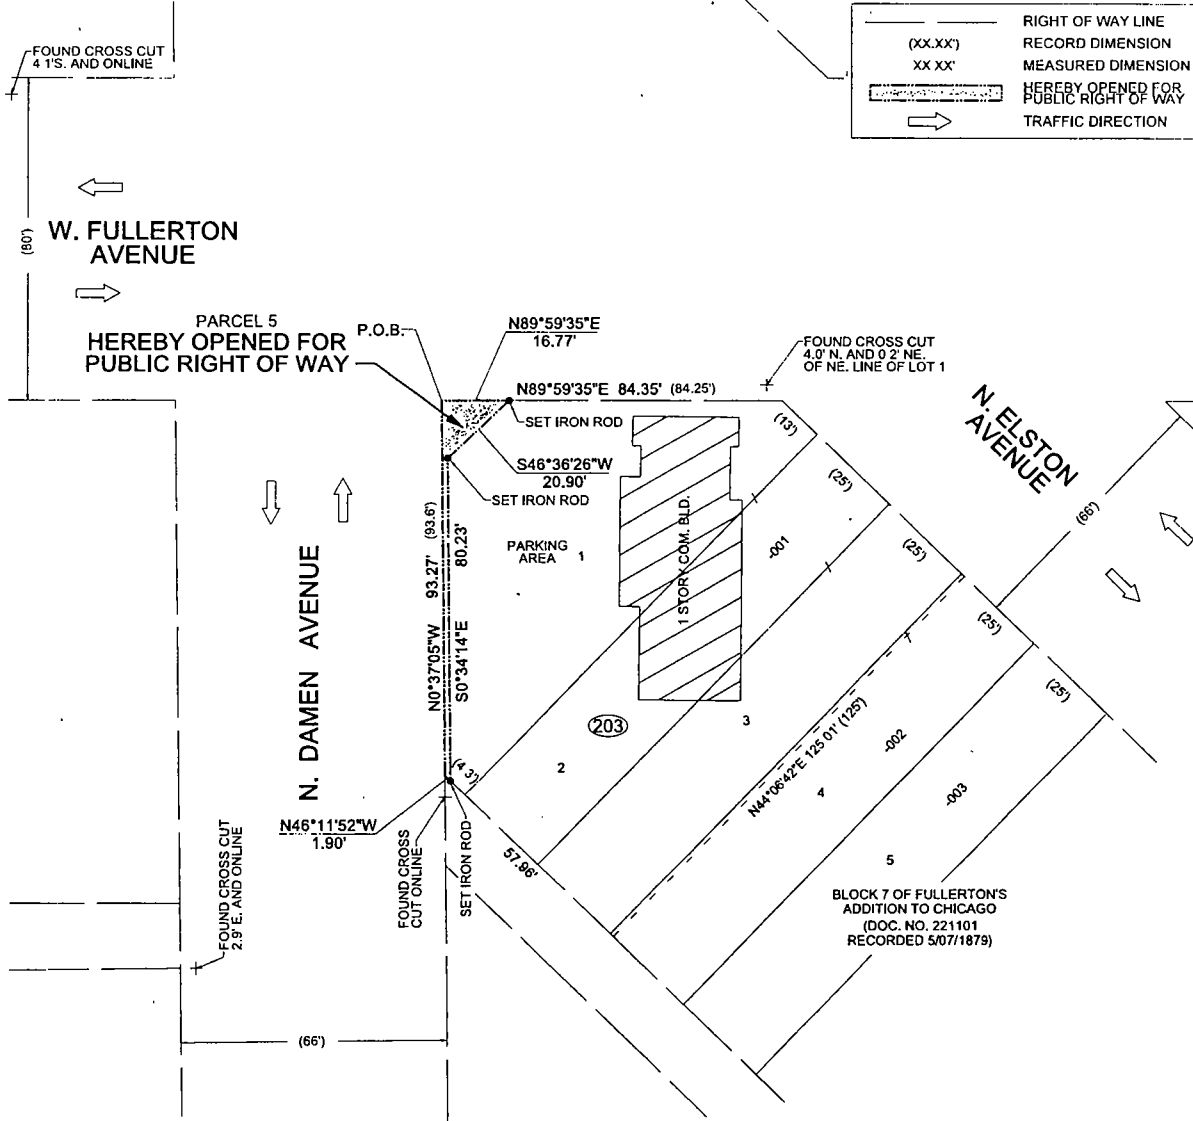 RIGHT OF WAY LINE
(XX.XX') RECORD DIMENSION
XX XX' MEASURED DIMENSION
HEREBY OPENED FOR
PUBLIC RIGHT OF WAY
TRAFFIC DIRECTION
FOUND CROSS CUT
4 1'S. AND ONLINE
(80')
W. FULLERTON
AVENUE
PARCEL 5
HEREBY OPENED FOR
PUBLIC RIGHT OF WAY
P.O.B.
N89°59'35"E
16.77'
FOUND CROSS CUT
4.0' N. AND 0 2' NE.
OF NE. LINE OF LOT 1
N89°59'35"E 84.35' (84.25')
SET IRON ROD
S46°36'26"W
20.90'
SET IRON ROD
(13')
N. ELSTON
AVENUE
(66')
(25')
(25')
(25')
(25')
PARKING
AREA
1
1 STORY COM. BLD.
-001
N. DAMEN AVENUE
N0°37'05"W 93.27' (93.6')
S0°34'14"E 80.23'
203
3
2
(4 3')
N44°06'42"E 125 01' (125')
-002
4
-003
5
N46°11'52"W
1.90'
57.96'
FOUND CROSS CUT
2.9' E. AND ONLINE
FOUND CROSS
CUT ONLINE
SET IRON ROD
BLOCK 7 OF FULLERTON'S
ADDITION TO CHICAGO
(DOC. NO. 221101
RECORDED 5/07/1879)
(66')